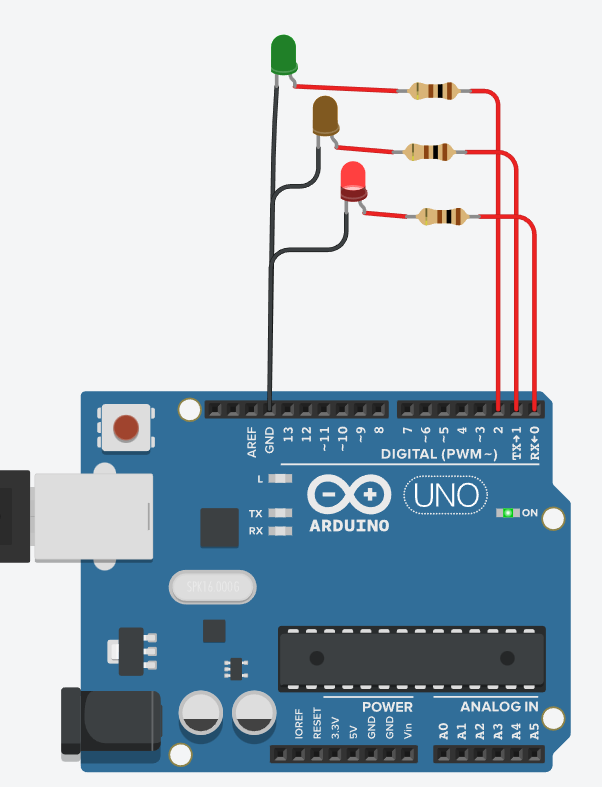 AREF
GND
13
12
~11
~10
~9
8
7
~6
~5
4
~3
2
TX→1
RX←0
DIGITAL (PWM~)
L
TX
RX
UNO
ARDUINO
ON
SPK16.000G
POWER
ANALOG IN
IOREF
RESET
3.3V
5V
GND
GND
Vin
A0
A1
A2
A3
A4
A5